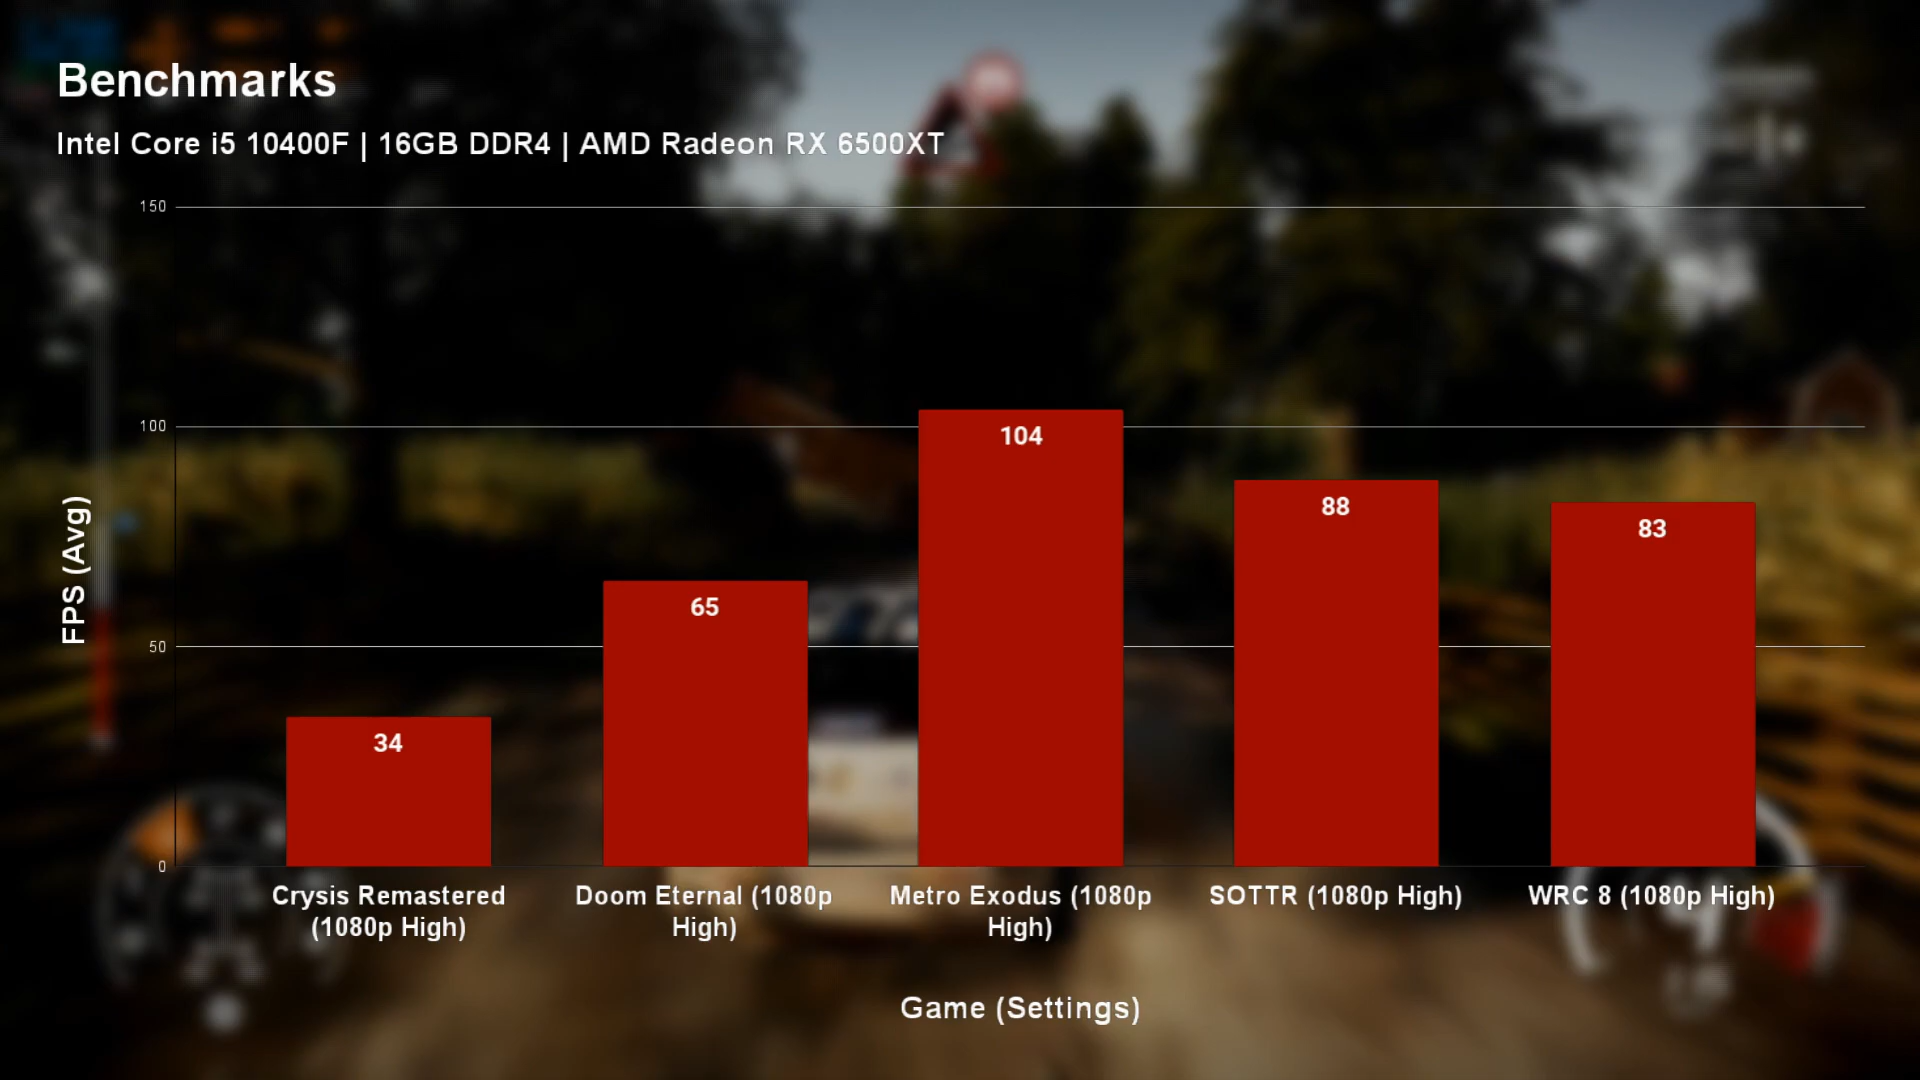 Benchmarks
Intel Core i5 10400F | 16GB DDR4 | AMD Radeon RX 6500XT
150
100
50
0
FPS (Avg)
34
65
104
88
83
Crysis Remastered
(1080p High)
Doom Eternal (1080p
High)
Metro Exodus (1080p
High)
SOTTR (1080p High)
WRC 8 (1080p High)
Game (Settings)